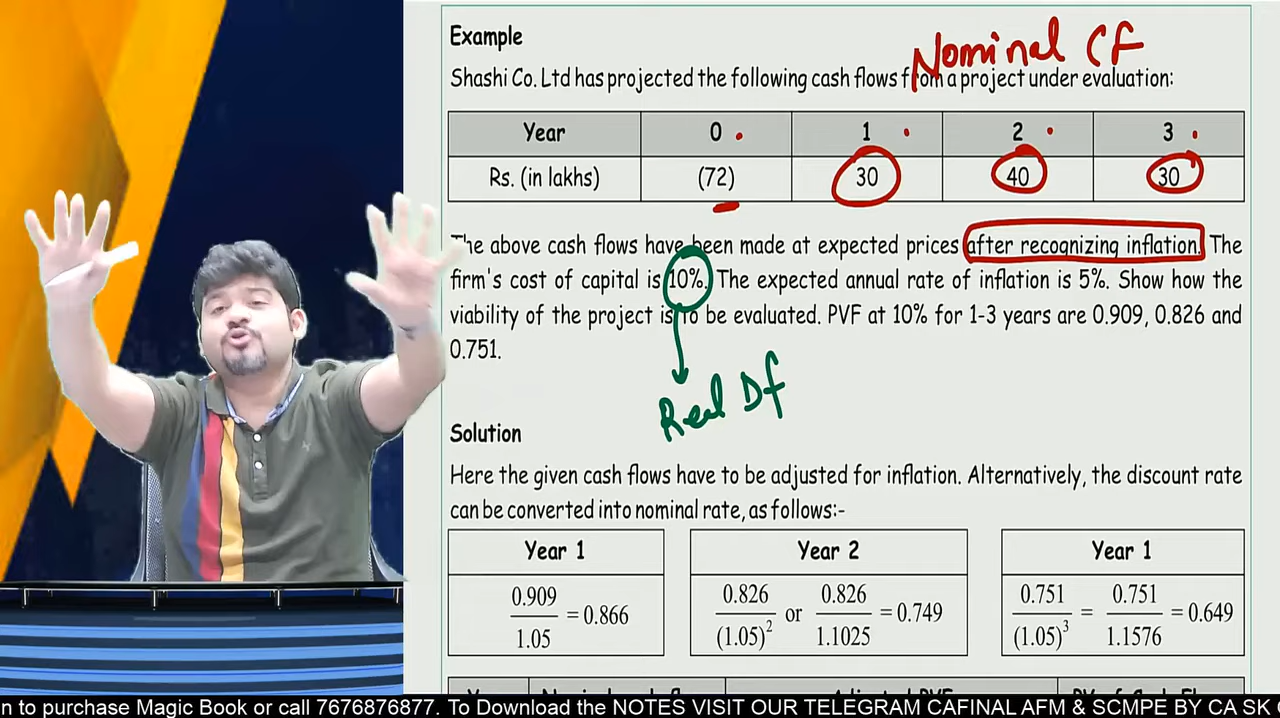 Example
Nominal CF
Shashi Co. Ltd has projected the following cash flows from a project under evaluation:
Year 0 1 2 3
Rs. (in lakhs) (72) 30 40 30
The above cash flows have been made at expected prices after recognizing inflation. The
firm's cost of capital is 10%. The expected annual rate of inflation is 5%. Show how the
viability of the project is to be evaluated. PVF at 10% for 1-3 years are 0.909, 0.826 and
0.751.
Real Df
Solution
Here the given cash flows have to be adjusted for inflation. Alternatively, the discount rate
can be converted into nominal rate, as follows:-
Year 1 Year 2 Year 1
0.909 / 1.05 = 0.866 0.826 / (1.05)² or 0.826 / 1.1025 = 0.749 0.751 / (1.05)³ = 0.751 / 1.1576 = 0.649
n to purchase Magic Book or call 7676876877. To Download the NOTES VISIT OUR TELEGRAM CAFINAL AFM & SCMPE BY CA SK